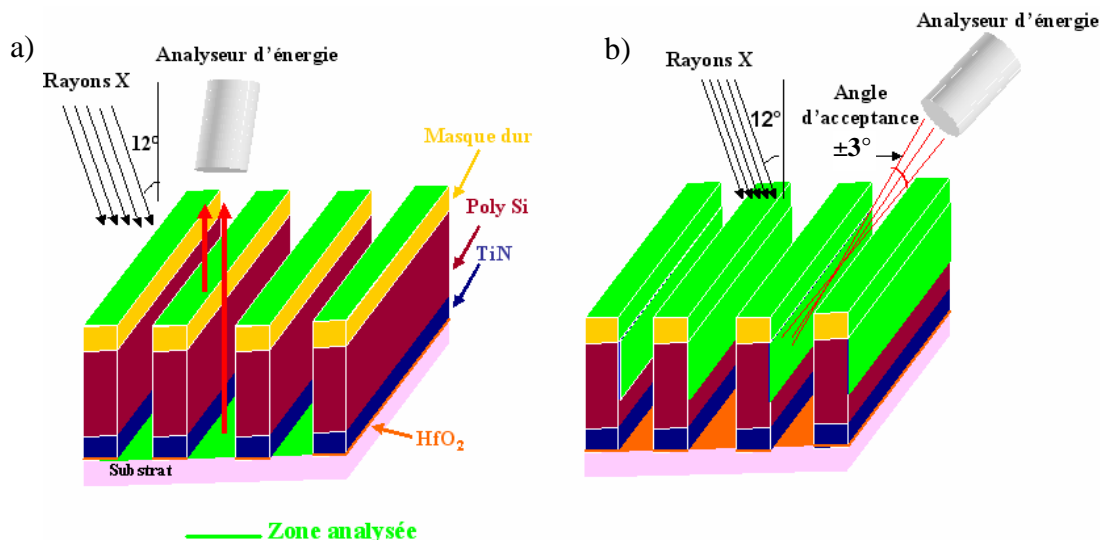 a)
Analyseur d'énergie
Rayons X
12°
Masque dur
Poly Si
TiN
HfO2
Substrat
Zone analysée
b)
Analyseur d'énergie
Rayons X
12°
Angle
d'acceptance
±3°